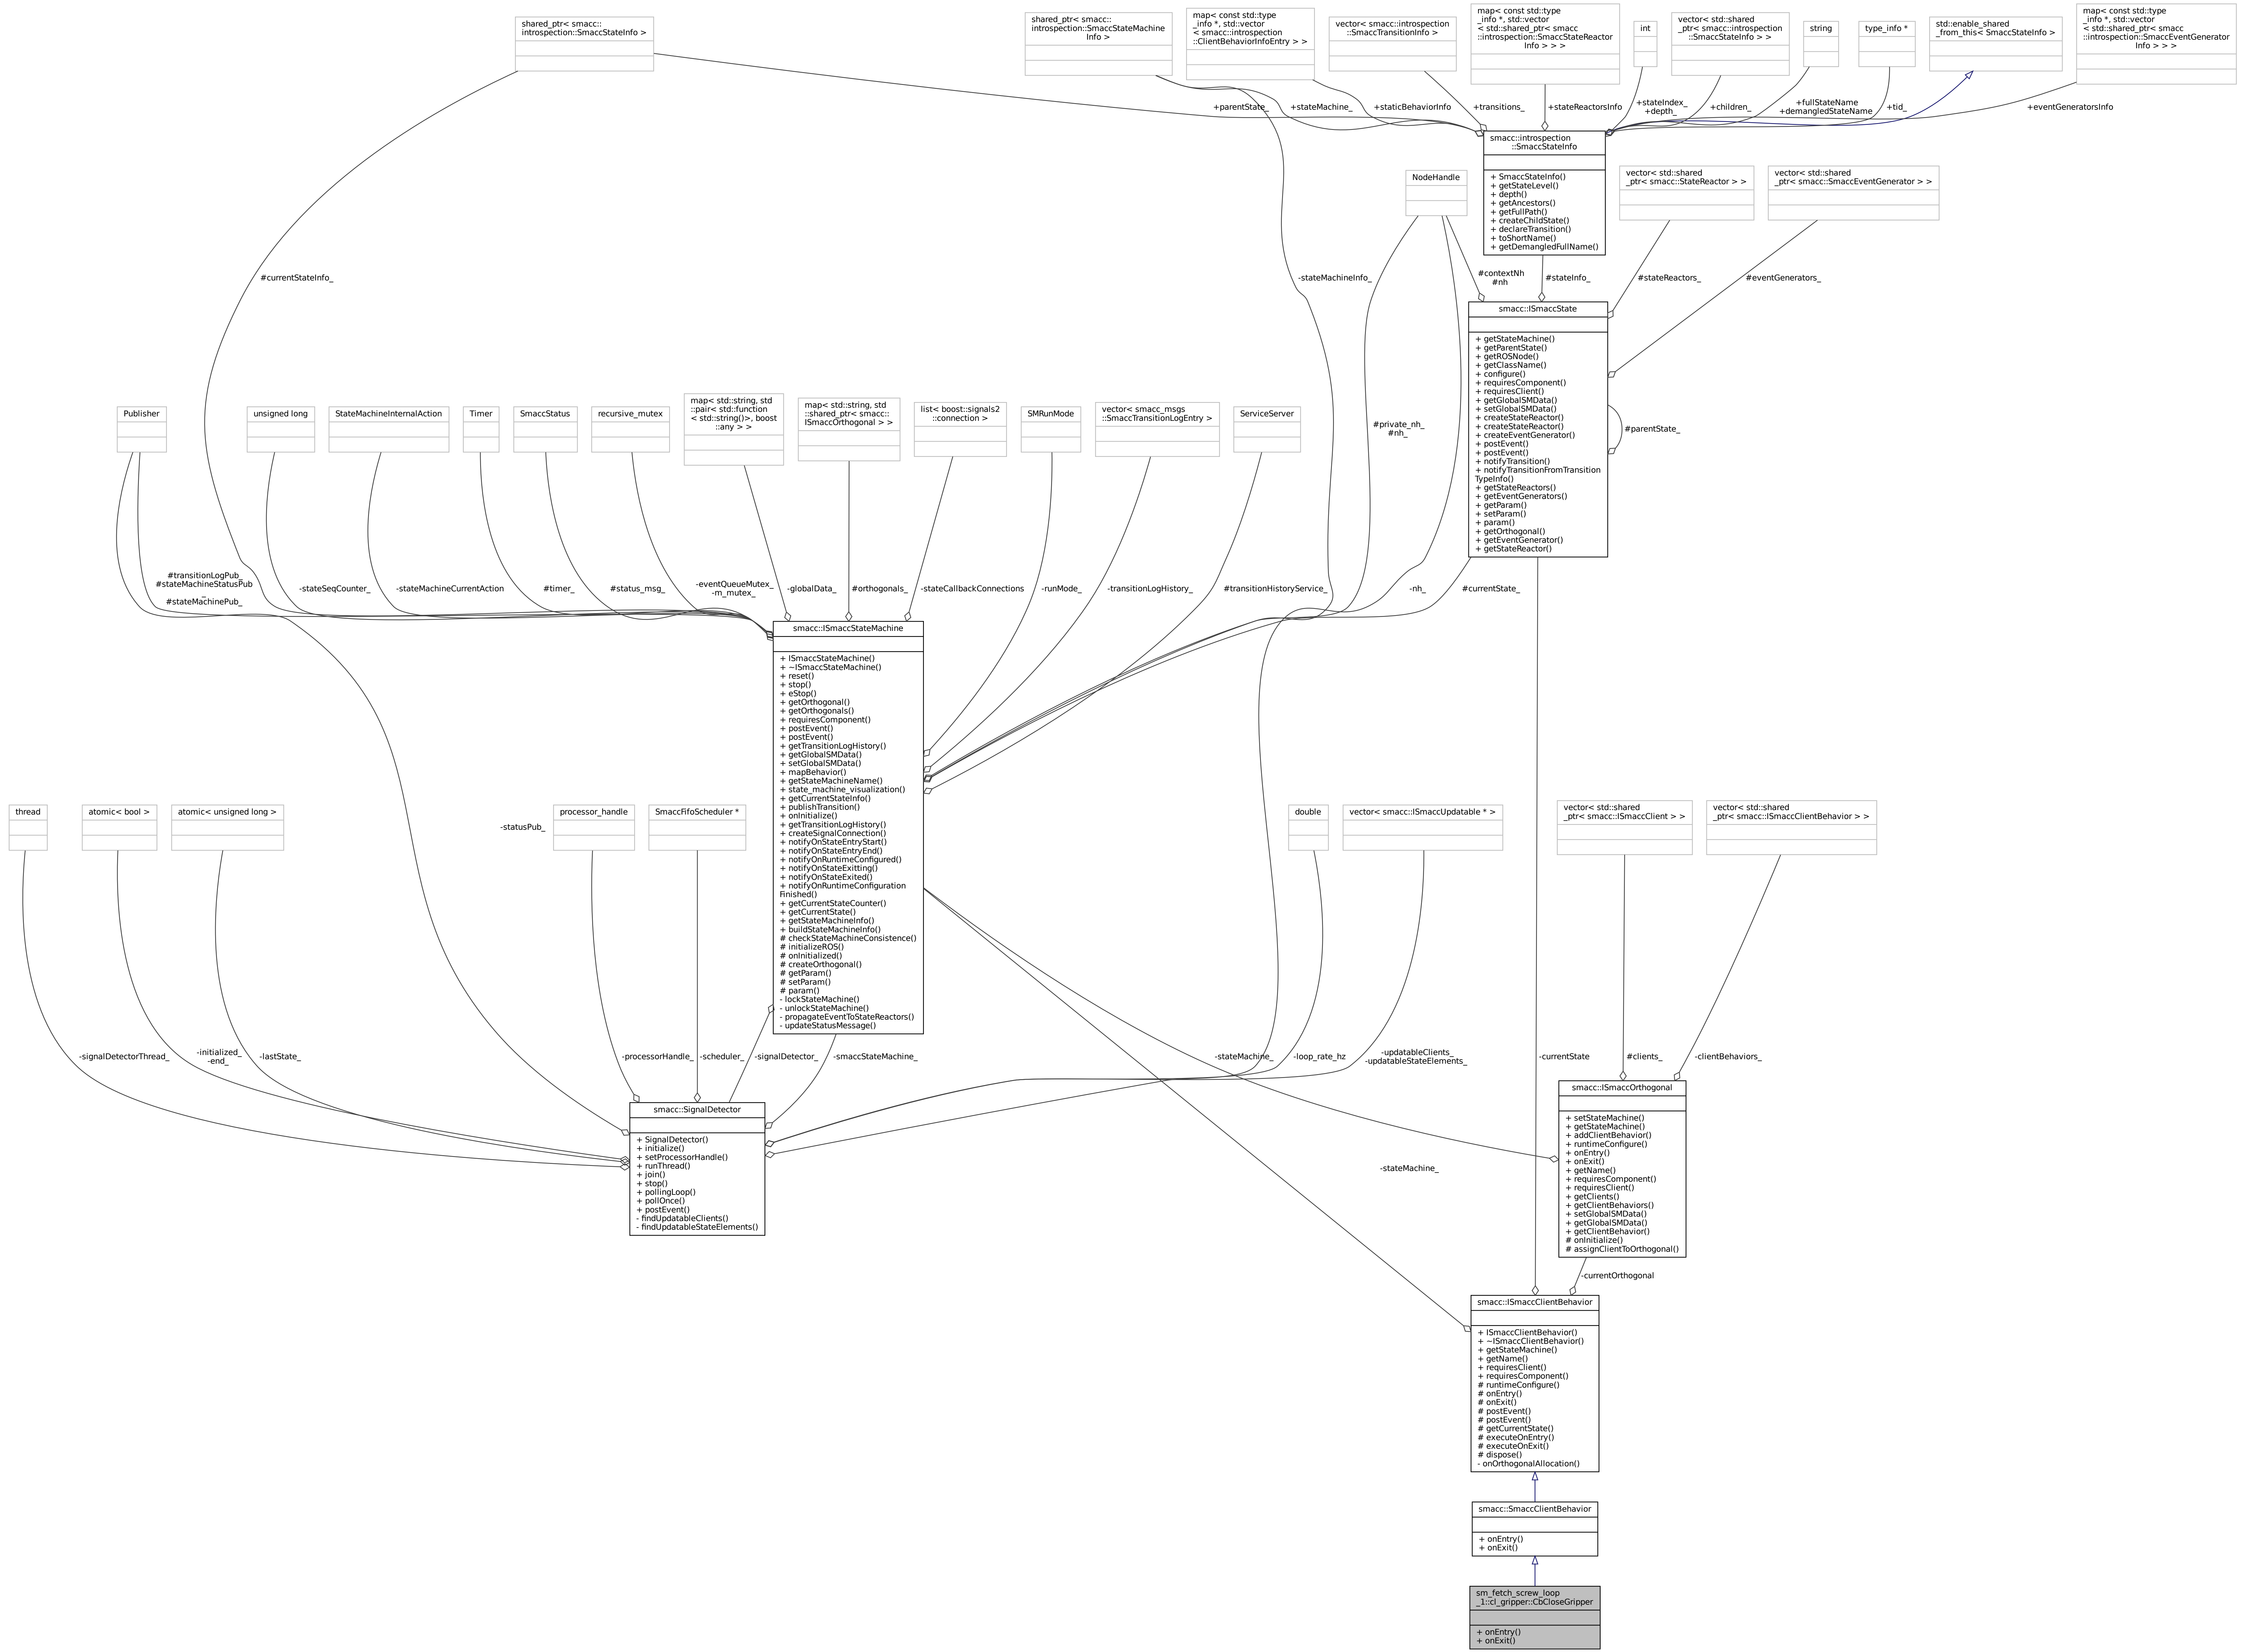 shared_ptr< smacc::
introspection::SmaccStateInfo >
shared_ptr< smacc::
introspection::SmaccStateMachine
Info >
map< const std::type
_info *, std::vector
< smacc::introspection
::ClientBehaviorInfoEntry > >
vector< smacc::introspection
::SmaccTransitionInfo >
map< const std::type
_info *, std::vector
< std::shared_ptr< smacc
::introspection::SmaccStateReactor
Info > > >
int
vector< std::shared
_ptr< smacc::introspection
::SmaccStateInfo > >
string
type_info *
std::enable_shared
_from_this< SmaccStateInfo >
map< const std::type
_info *, std::vector
< std::shared_ptr< smacc
::introspection::SmaccEventGenerator
Info > > >
+parentState_
+stateMachine_
+staticBehaviorInfo
+transitions_
+stateReactorsInfo
+stateIndex_
+depth_
+children_
+fullStateName
+demangledStateName
+tid_
+eventGeneratorsInfo
smacc::introspection
::SmaccStateInfo
+ SmaccStateInfo()
+ getStateLevel()
+ depth()
+ getAncestors()
+ getFullPath()
+ createChildState()
+ declareTransition()
+ toShortName()
+ getDemangledFullName()
NodeHandle
vector< std::shared
_ptr< smacc::StateReactor > >
vector< std::shared
_ptr< smacc::SmaccEventGenerator > >
#currentStateInfo_
-stateMachineInfo_
#contextNh
#nh
#stateInfo_
#stateReactors_
#eventGenerators_
smacc::ISmaccState
+ getStateMachine()
+ getParentState()
+ getROSNode()
+ getClassName()
+ configure()
+ requiresComponent()
+ requiresClient()
+ getGlobalSMData()
+ setGlobalSMData()
+ createStateReactor()
+ createStateReactor()
+ createEventGenerator()
+ postEvent()
+ postEvent()
+ notifyTransition()
+ notifyTransitionFromTransition
TypeInfo()
+ getStateReactors()
+ getEventGenerators()
+ getParam()
+ setParam()
+ param()
+ getOrthogonal()
+ getEventGenerator()
+ getStateReactor()
#parentState_
Publisher
unsigned long
StateMachineInternalAction
Timer
SmaccStatus
recursive_mutex
map< std::string, std
::pair< std::function
< std::string()>, boost
::any > >
map< std::string, std
::shared_ptr< smacc::
ISmaccOrthogonal > >
list< boost::signals2
::connection >
SMRunMode
vector< smacc_msgs
::SmaccTransitionLogEntry >
ServiceServer
#private_nh_
#nh_
#transitionLogPub_
#stateMachineStatusPub
_
#stateMachinePub_
-stateSeqCounter_
-stateMachineCurrentAction
#timer_
#status_msg_
-eventQueueMutex_
-m_mutex_
-globalData_
#orthogonals_
-stateCallbackConnections
-runMode_
-transitionLogHistory_
#transitionHistoryService_
-nh_
#currentState_
smacc::ISmaccStateMachine
+ ISmaccStateMachine()
+ ~ISmaccStateMachine()
+ reset()
+ stop()
+ eStop()
+ getOrthogonal()
+ getOrthogonals()
+ requiresComponent()
+ postEvent()
+ postEvent()
+ getTransitionLogHistory()
+ getGlobalSMData()
+ setGlobalSMData()
+ mapBehavior()
+ getStateMachineName()
+ state_machine_visualization()
+ getCurrentStateInfo()
+ publishTransition()
+ onInitialize()
+ getTransitionLogHistory()
+ createSignalConnection()
+ notifyOnStateEntryStart()
+ notifyOnStateEntryEnd()
+ notifyOnRuntimeConfigured()
+ notifyOnStateExitting()
+ notifyOnStateExited()
+ notifyOnRuntimeConfiguration
Finished()
+ getCurrentStateCounter()
+ getCurrentState()
+ getStateMachineInfo()
+ buildStateMachineInfo()
# checkStateMachineConsistence()
# initializeROS()
# onInitialized()
# createOrthogonal()
# getParam()
# setParam()
# param()
- lockStateMachine()
- unlockStateMachine()
- propagateEventToStateReactors()
- updateStatusMessage()
thread
atomic< bool >
atomic< unsigned long >
-statusPub_
processor_handle
SmaccFifoScheduler *
double
vector< smacc::ISmaccUpdatable * >
vector< std::shared
_ptr< smacc::ISmaccClient > >
vector< std::shared
_ptr< smacc::ISmaccClientBehavior > >
-signalDetectorThread_
-initialized_
-end_
-lastState_
-processorHandle_
-scheduler_
-signalDetector_
-smaccStateMachine_
-stateMachine_
-loop_rate_hz
-updatableClients_
-updatableStateElements_
-currentState
#clients_
-clientBehaviors_
smacc::SignalDetector
+ SignalDetector()
+ initialize()
+ setProcessorHandle()
+ runThread()
+ join()
+ stop()
+ pollingLoop()
+ pollOnce()
+ postEvent()
- findUpdatableClients()
- findUpdatableStateElements()
smacc::ISmaccOrthogonal
+ setStateMachine()
+ getStateMachine()
+ addClientBehavior()
+ runtimeConfigure()
+ onEntry()
+ onExit()
+ getName()
+ requiresComponent()
+ requiresClient()
+ getClients()
+ getClientBehaviors()
+ setGlobalSMData()
+ getGlobalSMData()
+ getClientBehavior()
# onInitialize()
# assignClientToOrthogonal()
-stateMachine_
-currentOrthogonal
smacc::ISmaccClientBehavior
+ ISmaccClientBehavior()
+ ~ISmaccClientBehavior()
+ getStateMachine()
+ getName()
+ requiresClient()
+ requiresComponent()
# runtimeConfigure()
# onEntry()
# onExit()
# postEvent()
# postEvent()
# getCurrentState()
# executeOnEntry()
# executeOnExit()
# dispose()
- onOrthogonalAllocation()
smacc::SmaccClientBehavior
+ onEntry()
+ onExit()
sm_fetch_screw_loop
_1::cl_gripper::CbCloseGripper
+ onEntry()
+ onExit()